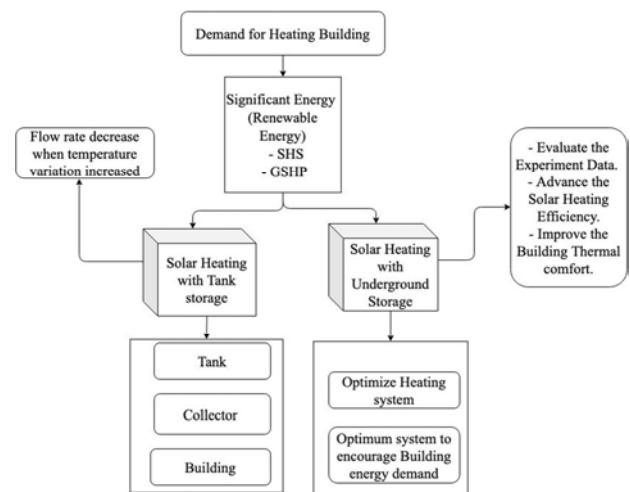 Demand for Heating Building
Significant Energy
(Renewable
Energy)
- SHS
- GSHP
Flow rate decrease
when temperature
variation increased
- Evaluate the
Experiment Data.
- Advance the
Solar Heating
Efficiency.
- Improve the
Building Thermal
comfort.
Solar Heating
with Tank
storage
Solar Heating
with
Underground
Storage
Tank
Collector
Building
Optimize Heating
system
Optimum system to
encourage Building
energy demand